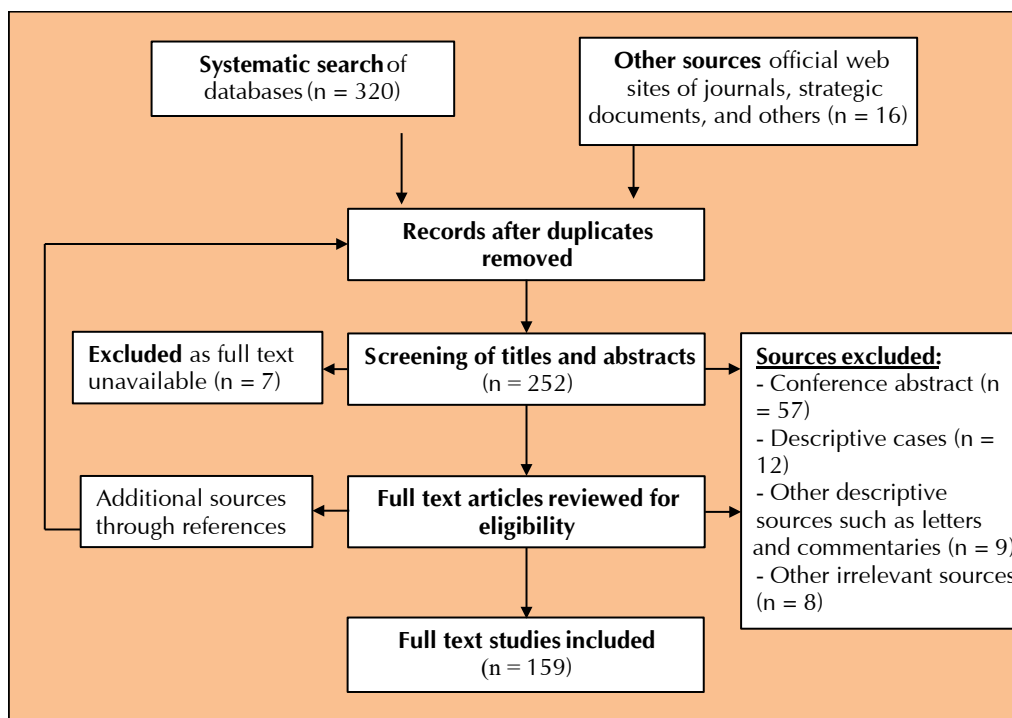 Systematic search of
databases (n = 320)
Other sources: official web
sites of journals, strategic
documents, and others (n = 16)
Records after duplicates
removed
Excluded as full text
unavailable (n = 7)
Screening of titles and abstracts
(n = 252)
Sources excluded:
- Conference abstract (n
= 57)
- Descriptive cases (n =
12)
- Other descriptive
sources such as letters
and commentaries (n = 9)
- Other irrelevant sources
(n = 8)
Additional sources
through references
Full text articles reviewed for
eligibility
Full text studies included
(n = 159)